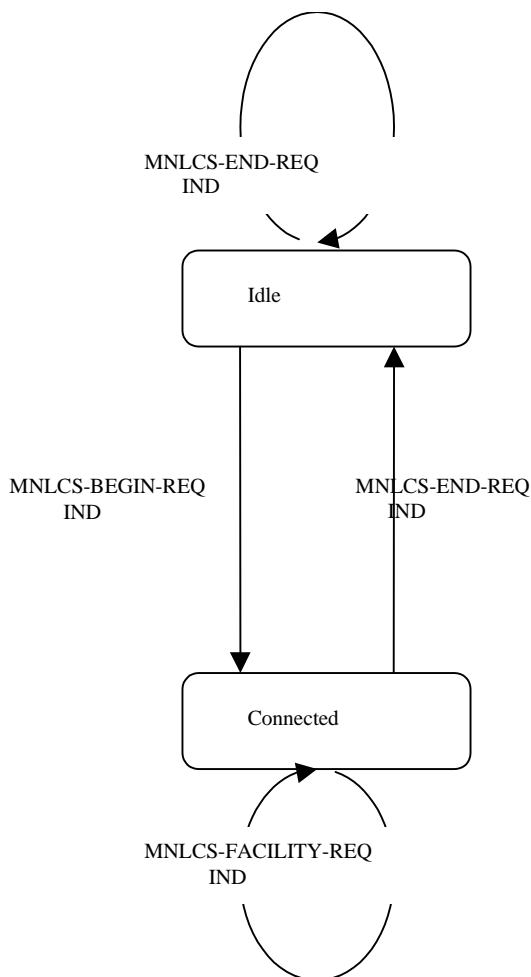 MNLCS-END-REQ
IND
Idle
MNLCS-BEGIN-REQ
IND
MNLCS-END-REQ
IND
Connected
MNLCS-FACILITY-REQ
IND